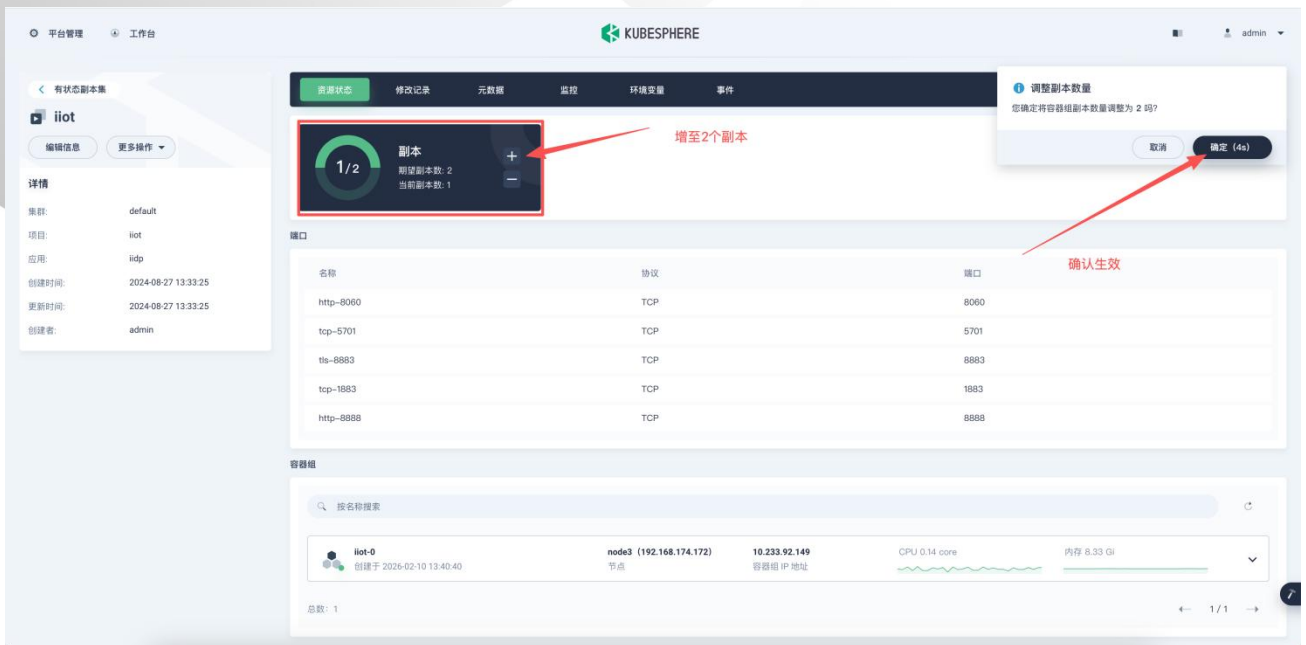 平台管理 工作台 KUBESPHERE admin
有状态副本集
iiot
编辑信息 更多操作
详情
集群: default
项目: iiot
应用: iidp
创建时间: 2024-08-27 13:33:25
更新时间: 2024-08-27 13:33:25
创建者: admin
资源状态 修改记录 元数据 监控 环境变量 事件
1/2
副本
期望副本数: 2
当前副本数: 1
增至2个副本
调整副本数量
您确定将容器组副本数量调整为 2 吗?
取消 确定 (4s)
确认生效
端口
名称 协议 端口
http-8060 TCP 8060
tcp-5701 TCP 5701
tls-8883 TCP 8883
tcp-1883 TCP 1883
http-8888 TCP 8888
容器组
按名称搜索
iiot-0 node3（192.168.174.172） 10.233.92.149 CPU 0.14 core 内存 8.33 Gi
创建于 2026-02-10 13:40:40 节点 容器组 IP 地址
总数: 1 1 / 1